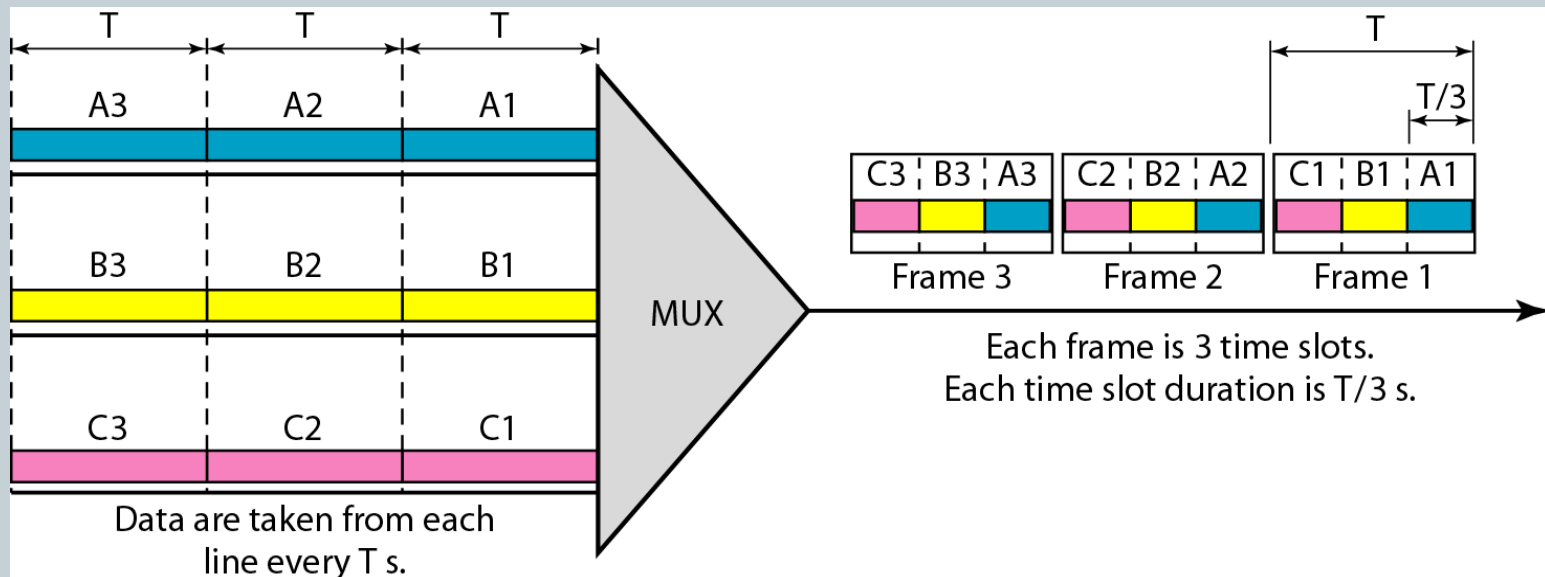 T T T
A3 A2 A1
B3 B2 B1
C3 C2 C1
Data are taken from each
line every T s.
MUX
T
T/3
C3 B3 A3 C2 B2 A2 C1 B1 A1
Frame 3 Frame 2 Frame 1
Each frame is 3 time slots.
Each time slot duration is T/3 s.